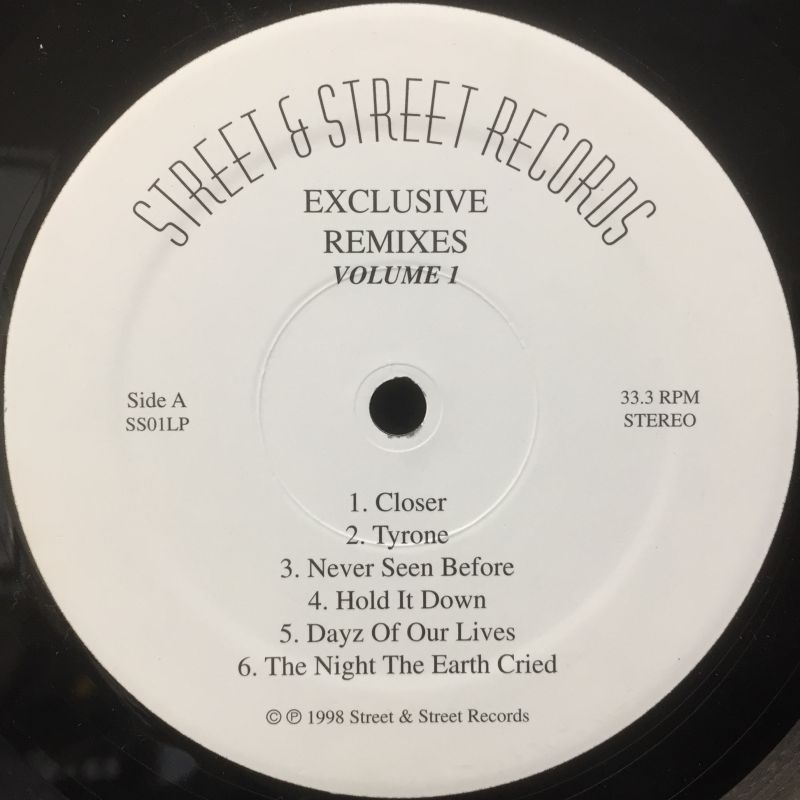 STREET & STREET RECORDS
EXCLUSIVE
REMIXES
VOLUME 1
Side A
SS01LP
33.3 RPM
STEREO
1. Closer
2. Tyrone
3. Never Seen Before
4. Hold It Down
5. Dayz Of Our Lives
6. The Night The Earth Cried
© ℗ 1998 Street & Street Records